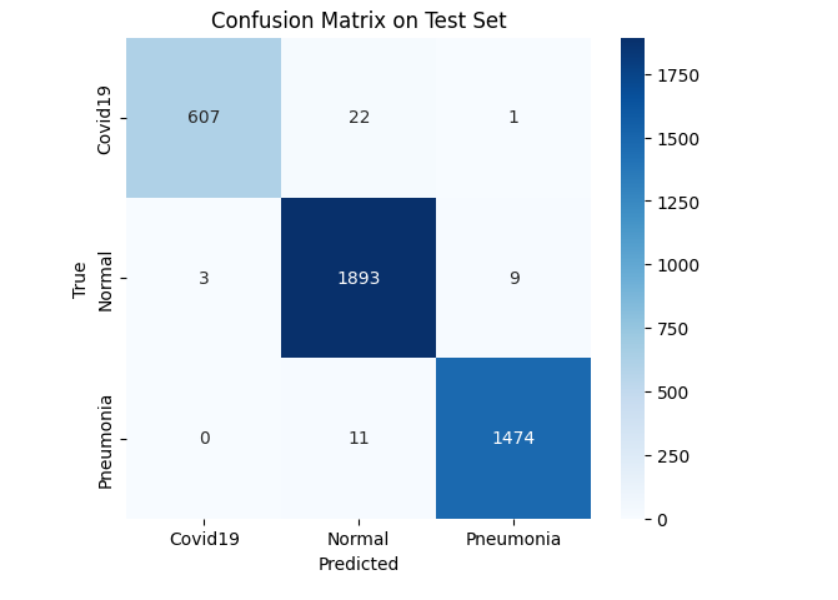 Confusion Matrix on Test Set
True
Covid19
607 22 1
Normal
3 1893 9
Pneumonia
0 11 1474
Covid19 Normal Pneumonia
Predicted
1750
1500
1250
1000
750
500
250
0